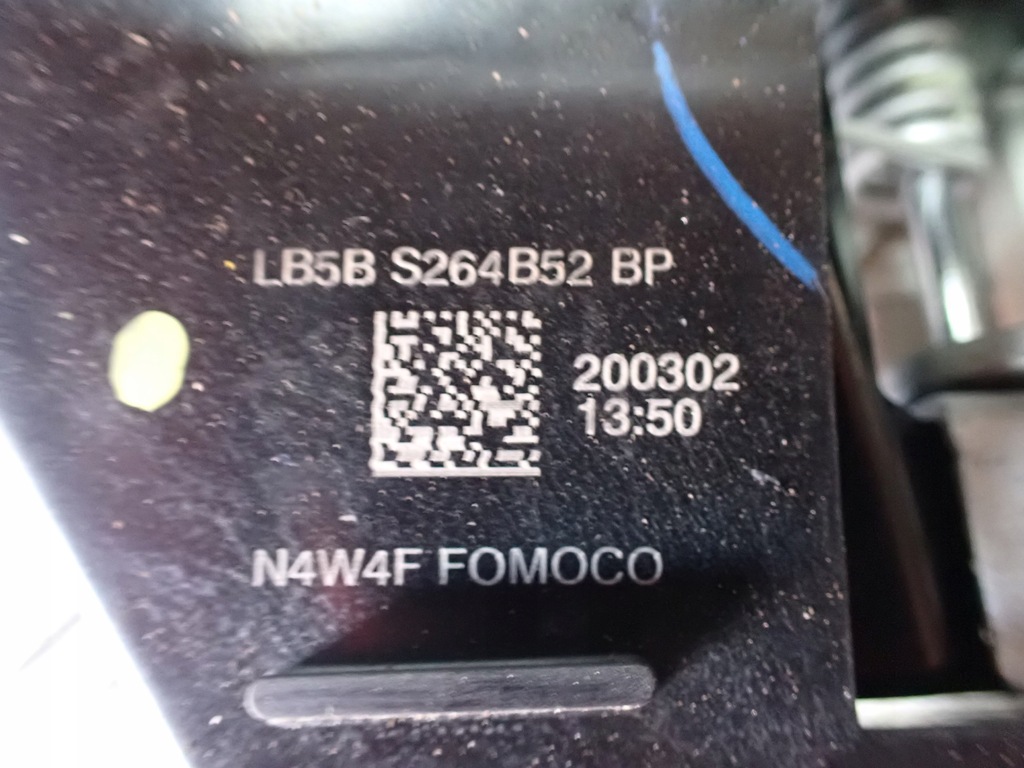 LB5B S264B52 BP
200302
13:50
N4W4F FOMOCO